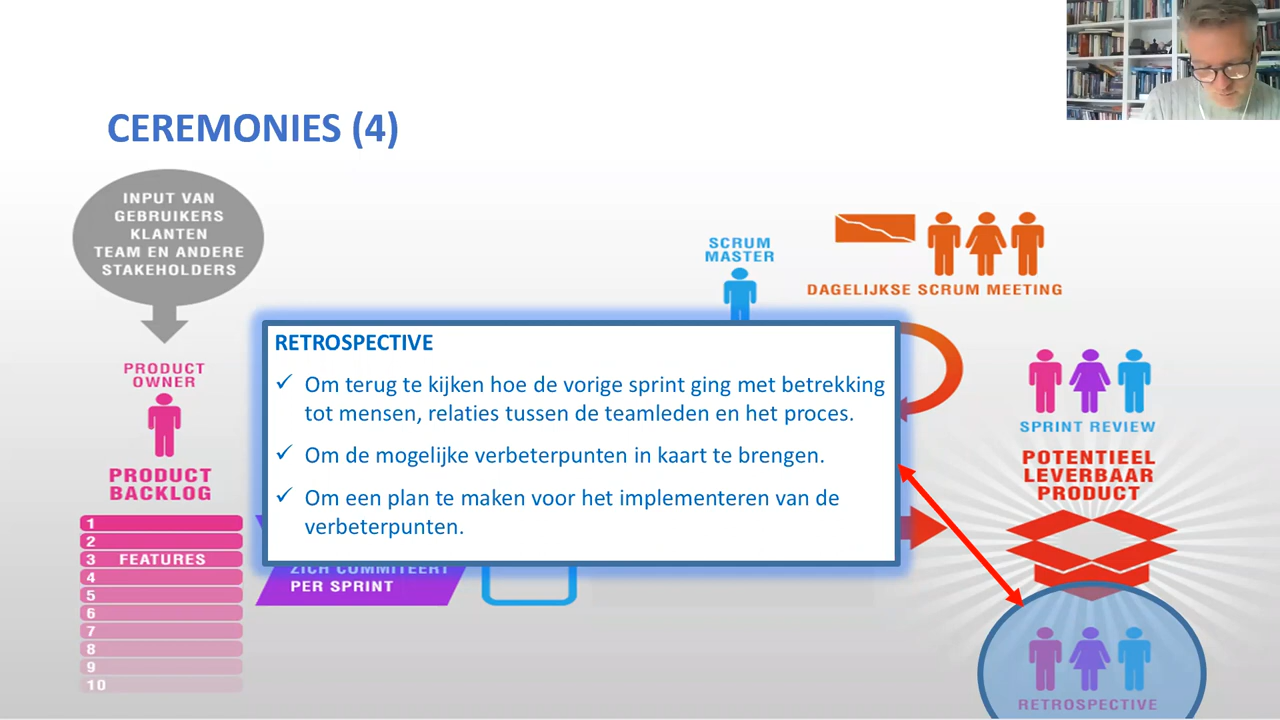 CEREMONIES (4)
INPUT VAN
GEBRUIKERS
KLANTEN
TEAM EN ANDERE
STAKEHOLDERS
SCRUM
MASTER
DAGELIJKSE SCRUM MEETING
PRODUCT
OWNER
PRODUCT
BACKLOG
1
2
3 FEATURES
4
5
6
7
8
9
10
RETROSPECTIVE
✓ Om terug te kijken hoe de vorige sprint ging met betrekking
tot mensen, relaties tussen de teamleden en het proces.
✓ Om de mogelijke verbeterpunten in kaart te brengen.
✓ Om een plan te maken voor het implementeren van de
verbeterpunten.
ZICH COMMITEERT
PER SPRINT
SPRINT REVIEW
POTENTIEEL
LEVERBAAR
PRODUCT
RETROSPECTIVE